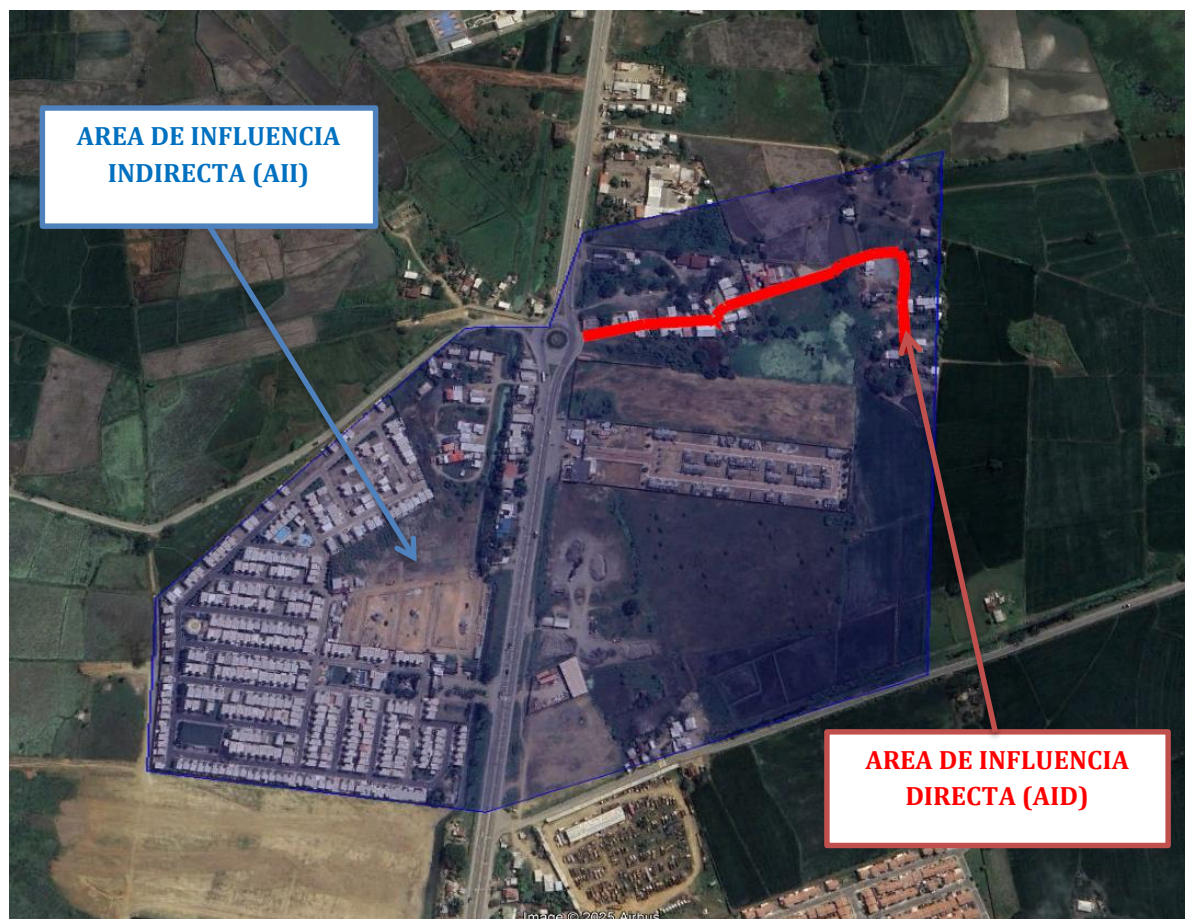 AREA DE INFLUENCIA
INDIRECTA (AII)
AREA DE INFLUENCIA
DIRECTA (AID)
Image © 2025 Airbus